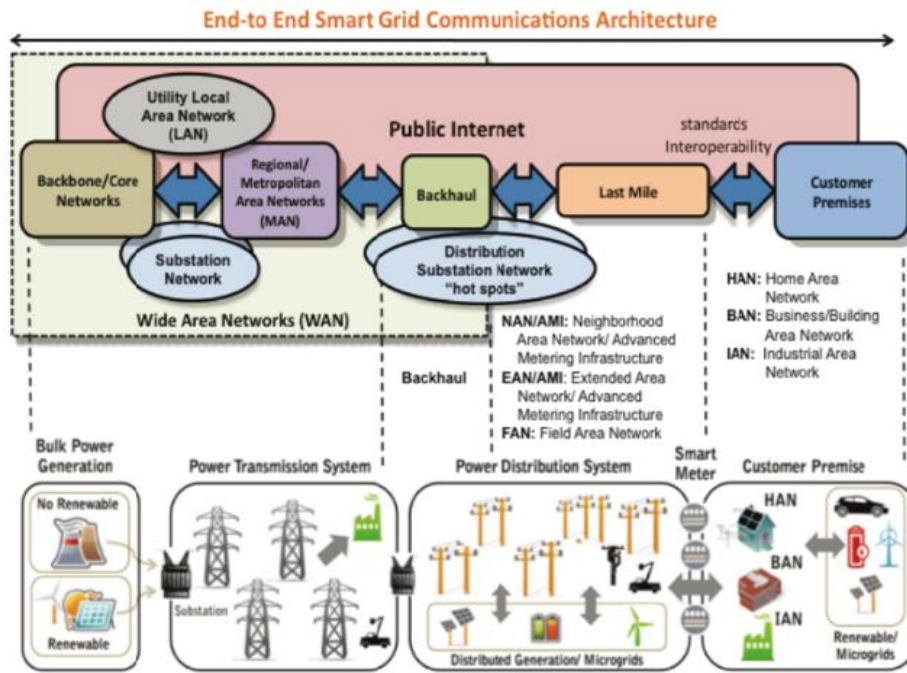 End-to End Smart Grid Communications Architecture
Utility Local
Area Network
(LAN)
Public Internet
standards
Interoperability
Backbone/Core
Networks
Regional/
Metropolitan
Area Networks
(MAN)
Backhaul
Last Mile
Customer
Premises
Substation
Network
Distribution
Substation Network
“hot spots”
Wide Area Networks (WAN)
HAN: Home Area
Network
BAN: Business/Building
Area Network
IAN: Industrial Area
Network
Backhaul
NAN/AMI: Neighborhood
Area Network/ Advanced
Metering Infrastructure
EAN/AMI: Extended Area
Network/ Advanced
Metering Infrastructure
FAN: Field Area Network
Bulk Power
Generation
Power Transmission System
Power Distribution System
Smart
Meter
Customer Premise
No Renewable
Renewable
Substation
Distributed Generation/ Microgrids
HAN
BAN
IAN
Renewable/
Microgrids